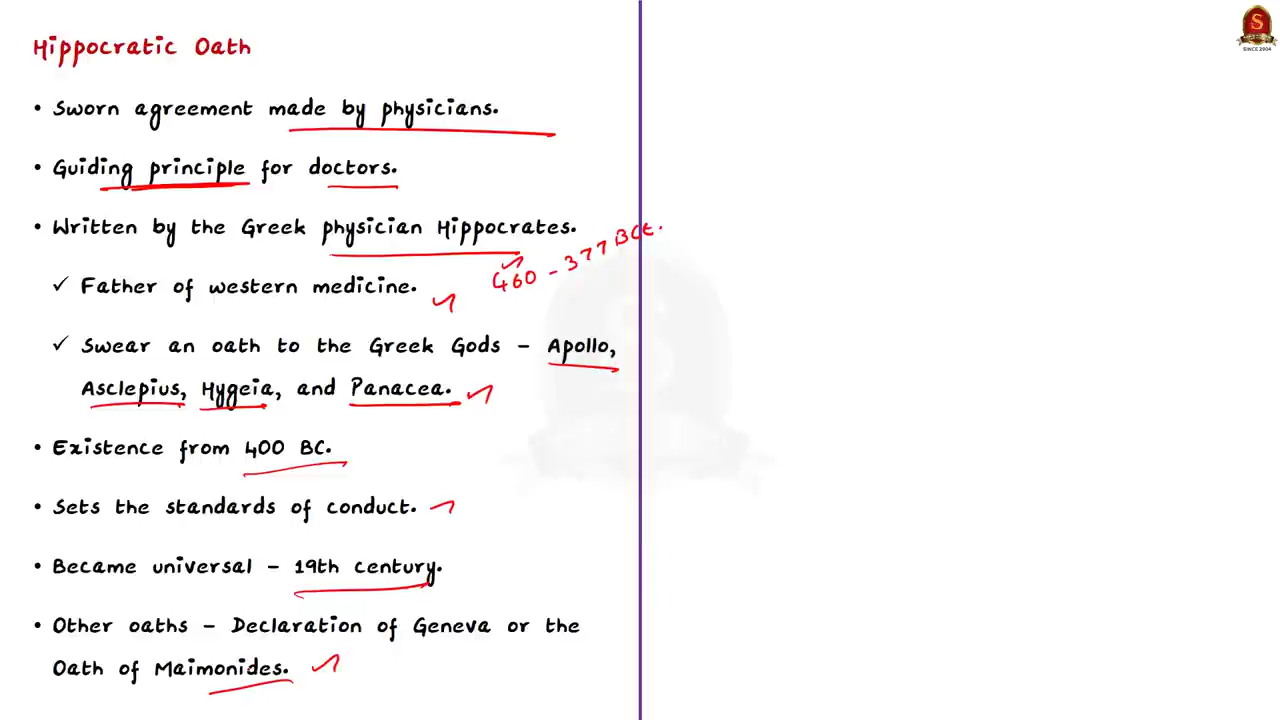 Hippocratic Oath
• Sworn agreement made by physicians.
• Guiding principle for doctors.
• Written by the Greek physician Hippocrates.
460 - 377 BCE.
✓ Father of western medicine.
✓ Swear an oath to the Greek Gods – Apollo,
Asclepius, Hygeia, and Panacea.
• Existence from 400 BC.
• Sets the standards of conduct.
• Became universal – 19th century.
• Other oaths – Declaration of Geneva or the
Oath of Maimonides.
S
SINCE 2004